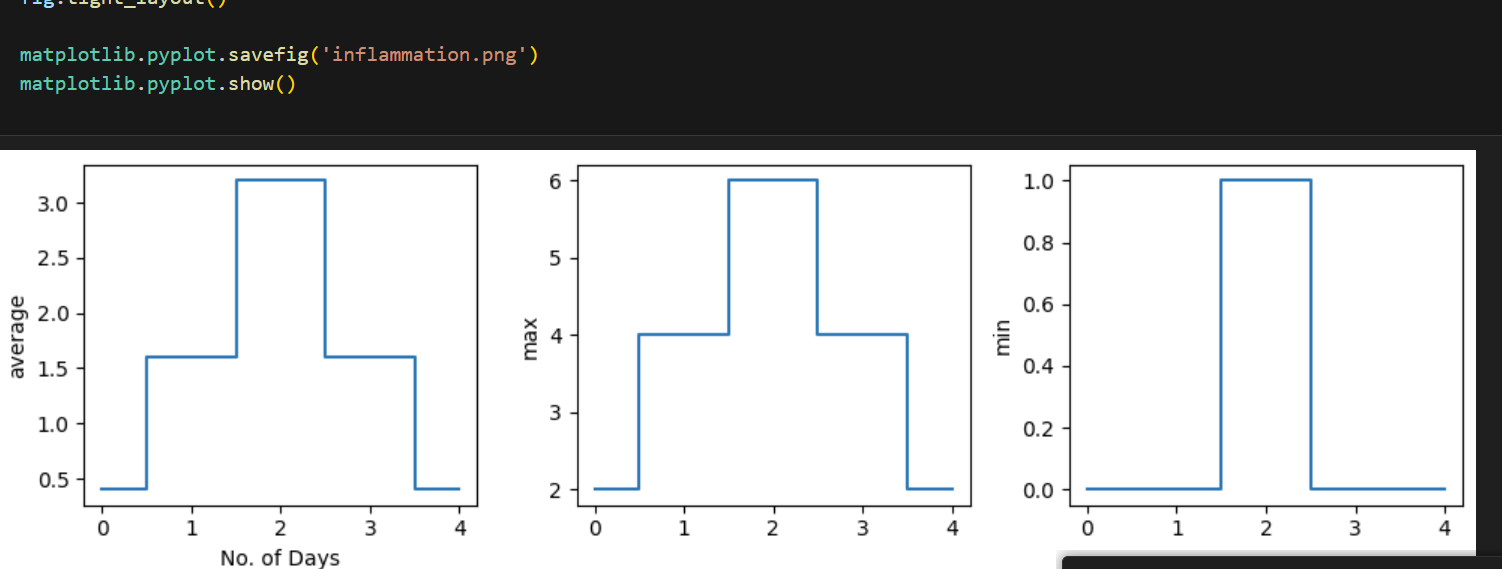 fig.tight_layout()
matplotlib.pyplot.savefig('inflammation.png')
matplotlib.pyplot.show()
average
3.0
2.5
2.0
1.5
1.0
0.5
0 1 2 3 4
No. of Days
max
6
5
4
3
2
0 1 2 3 4
min
1.0
0.8
0.6
0.4
0.2
0.0
0 1 2 3 4